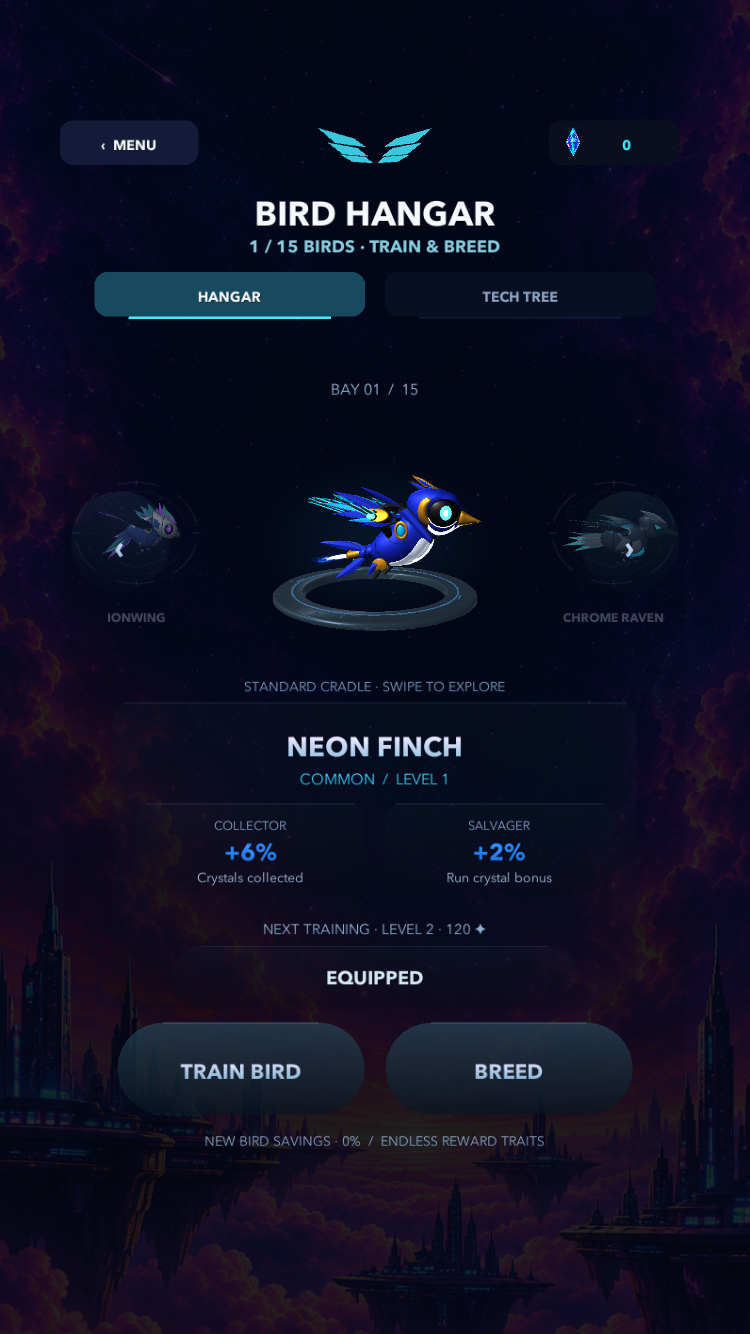 ‹ MENU
0
BIRD HANGAR
1 / 15 BIRDS · TRAIN & BREED
HANGAR
TECH TREE
BAY 01 / 15
‹
›
IONWING
CHROME RAVEN
STANDARD CRADLE · SWIPE TO EXPLORE
NEON FINCH
COMMON / LEVEL 1
COLLECTOR
+6%
Crystals collected
SALVAGER
+2%
Run crystal bonus
NEXT TRAINING · LEVEL 2 · 120 ✦
EQUIPPED
TRAIN BIRD
BREED
NEW BIRD SAVINGS · 0% / ENDLESS REWARD TRAITS